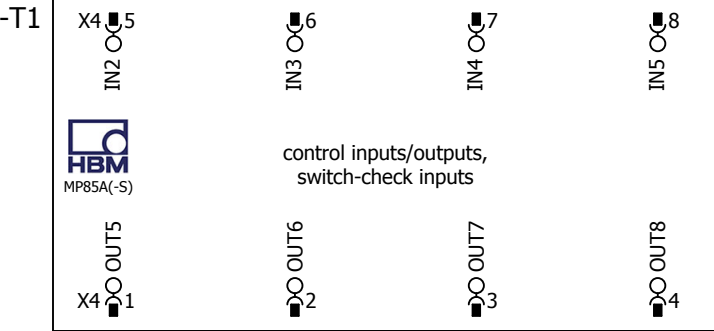 -T1
X4 5 6 7 8
IN2 IN3 IN4 IN5
HBM
MP85A(-S)
control inputs/outputs,
switch-check inputs
OUT5 OUT6 OUT7 OUT8
X4 1 2 3 4